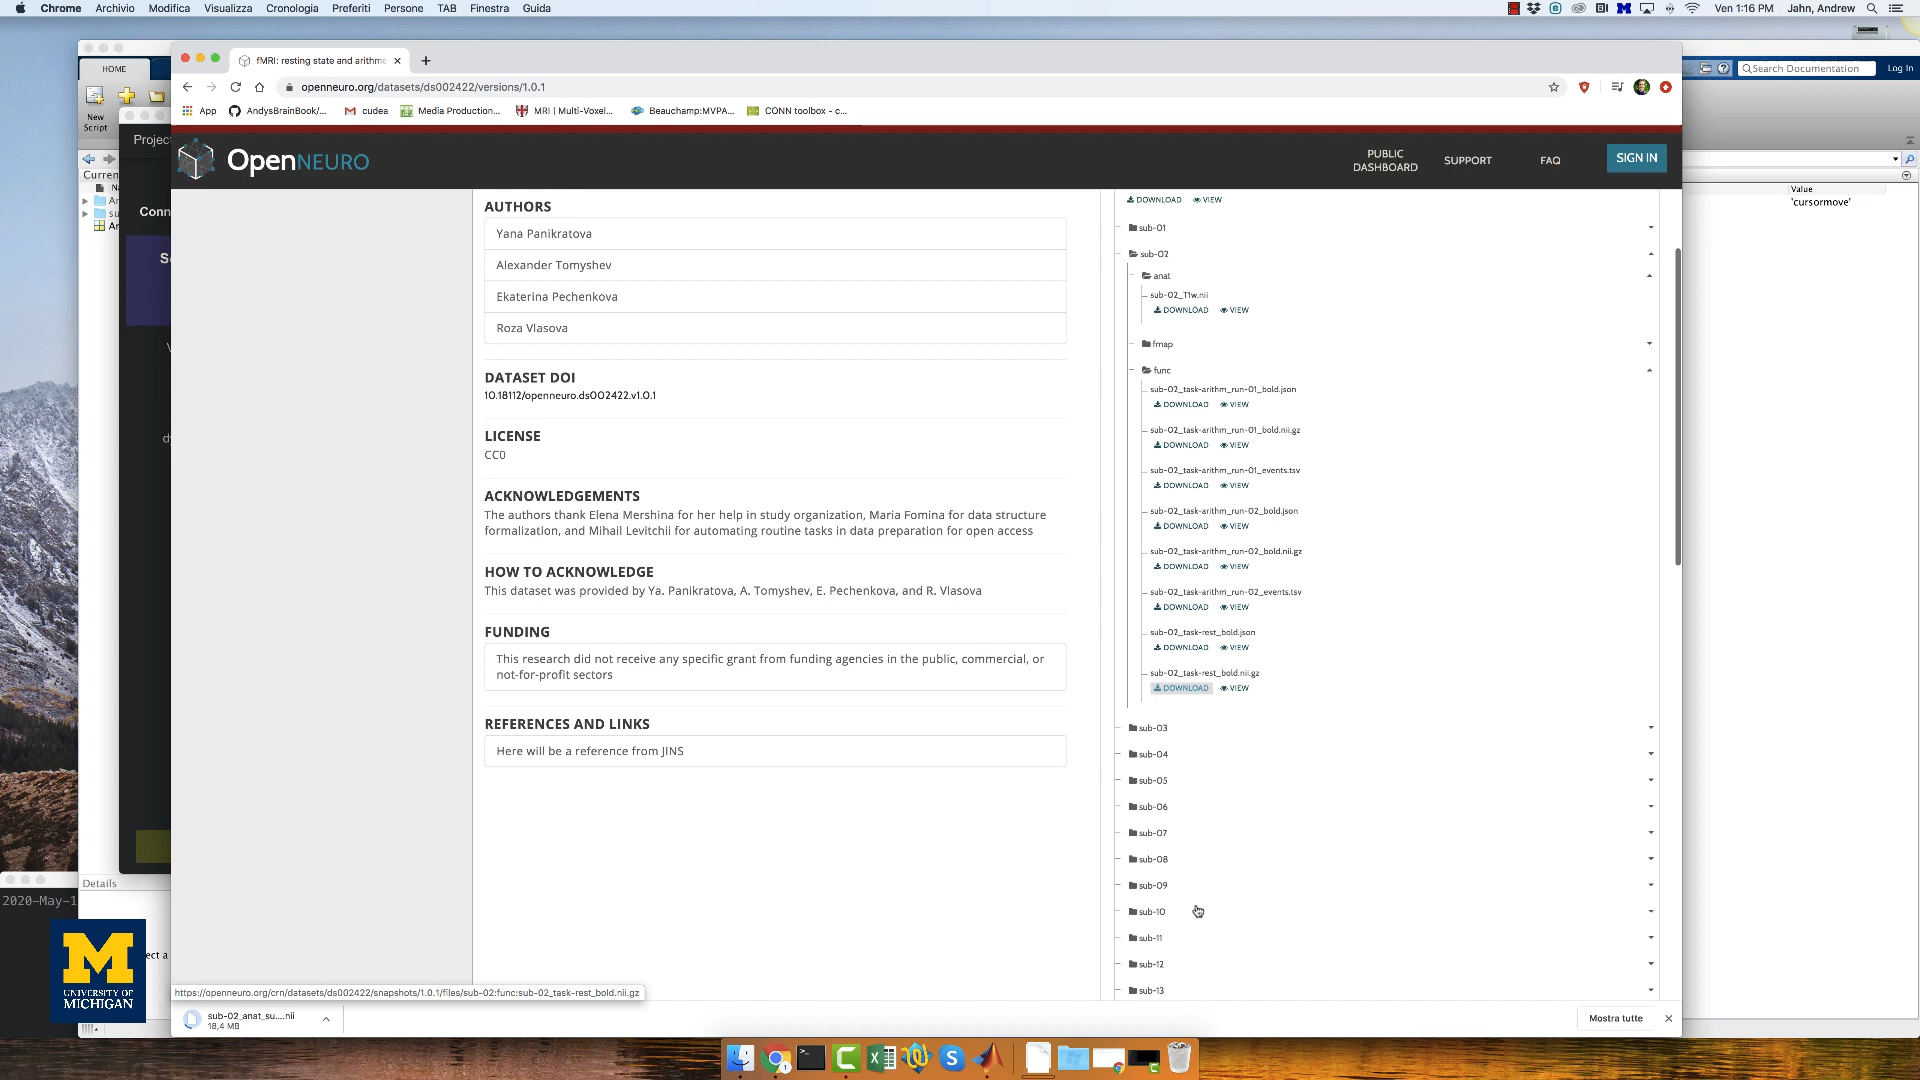 Chrome Archivio Modifica Visualizza Cronologia Preferiti Persone TAB Finestra Guida
Ven 1:16 PM Jahn, Andrew
HOME
fMRI: resting state and arithme
Search Documentation
Log In
openneuro.org/datasets/ds002422/versions/1.0.1
New
Script
App AndysBrainBook/... cudea Media Production... MRI | Multi-Voxel... Beauchamp:MVPA... CONN toolbox - c...
Projec
OpenNEURO
PUBLIC
DASHBOARD
SUPPORT
FAQ
SIGN IN
Curren
Value
'cursormove'
Conn
AUTHORS
Yana Panikratova
Alexander Tomyshev
Ekaterina Pechenkova
Roza Vlasova
DATASET DOI
10.18112/openneuro.ds002422.v1.0.1
LICENSE
CC0
ACKNOWLEDGEMENTS
The authors thank Elena Mershina for her help in study organization, Maria Fomina for data structure
formalization, and Mihail Levitchii for automating routine tasks in data preparation for open access
HOW TO ACKNOWLEDGE
This dataset was provided by Ya. Panikratova, A. Tomyshev, E. Pechenkova, and R. Vlasova
FUNDING
This research did not receive any specific grant from funding agencies in the public, commercial, or
not-for-profit sectors
REFERENCES AND LINKS
Here will be a reference from JINS
DOWNLOAD VIEW
sub-01
sub-02
anat
sub-02_T1w.nii
DOWNLOAD VIEW
fmap
func
sub-02_task-arithm_run-01_bold.json
DOWNLOAD VIEW
sub-02_task-arithm_run-01_bold.nii.gz
DOWNLOAD VIEW
sub-02_task-arithm_run-01_events.tsv
DOWNLOAD VIEW
sub-02_task-arithm_run-02_bold.json
DOWNLOAD VIEW
sub-02_task-arithm_run-02_bold.nii.gz
DOWNLOAD VIEW
sub-02_task-arithm_run-02_events.tsv
DOWNLOAD VIEW
sub-02_task-rest_bold.json
DOWNLOAD VIEW
sub-02_task-rest_bold.nii.gz
DOWNLOAD VIEW
sub-03
sub-04
sub-05
sub-06
sub-07
sub-08
sub-09
sub-10
sub-11
sub-12
sub-13
Details
2020-May-1
ect a
M
UNIVERSITY OF
MICHIGAN
https://openneuro.org/crn/datasets/ds002422/snapshots/1.0.1/files/sub-02:func:sub-02_task-rest_bold.nii.gz
sub-02_anat_su....nii
18,4 MB
Mostra tutte